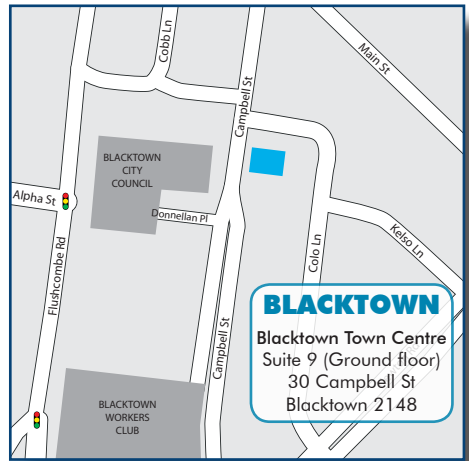 Cobb Ln
Campbell St
Main St
BLACKTOWN
CITY
COUNCIL
Alpha St
Donnellan Pl
Flushcombe Rd
Colo Ln
Kelso Ln
Campbell St
BLACKTOWN
Blacktown Town Centre
Suite 9 (Ground floor)
30 Campbell St
Blacktown 2148
BLACKTOWN
WORKERS
CLUB